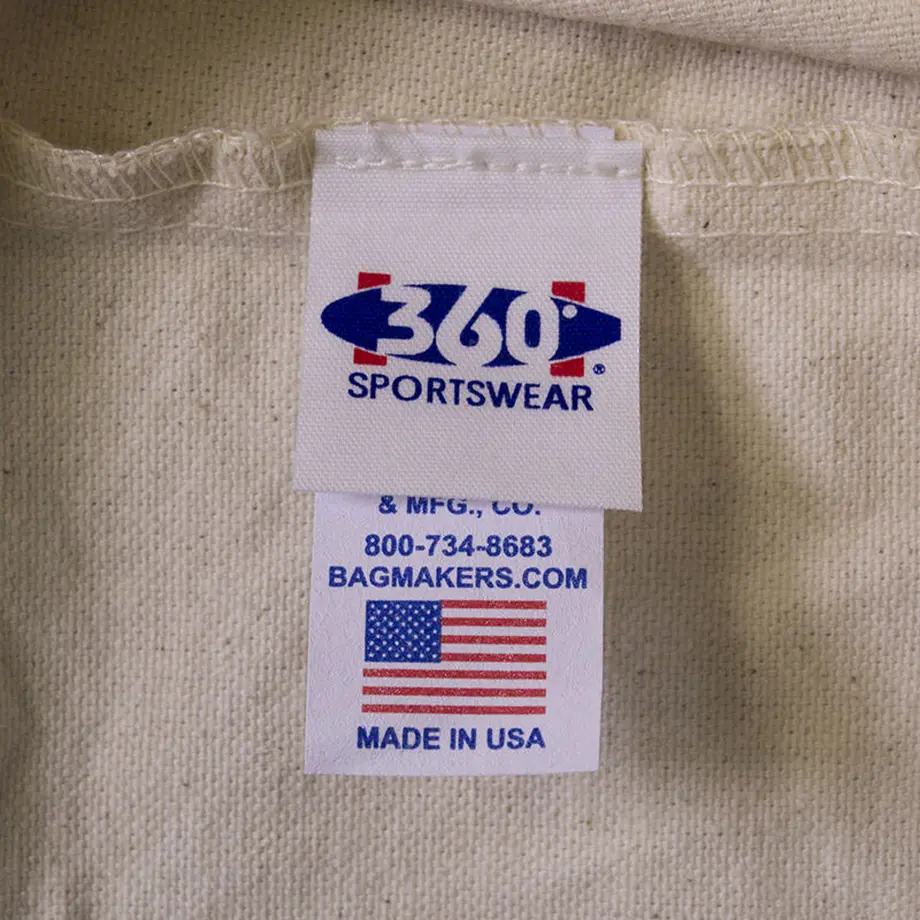 360°
SPORTSWEAR®
& MFG., CO.
800-734-8683
BAGMAKERS.COM
MADE IN USA